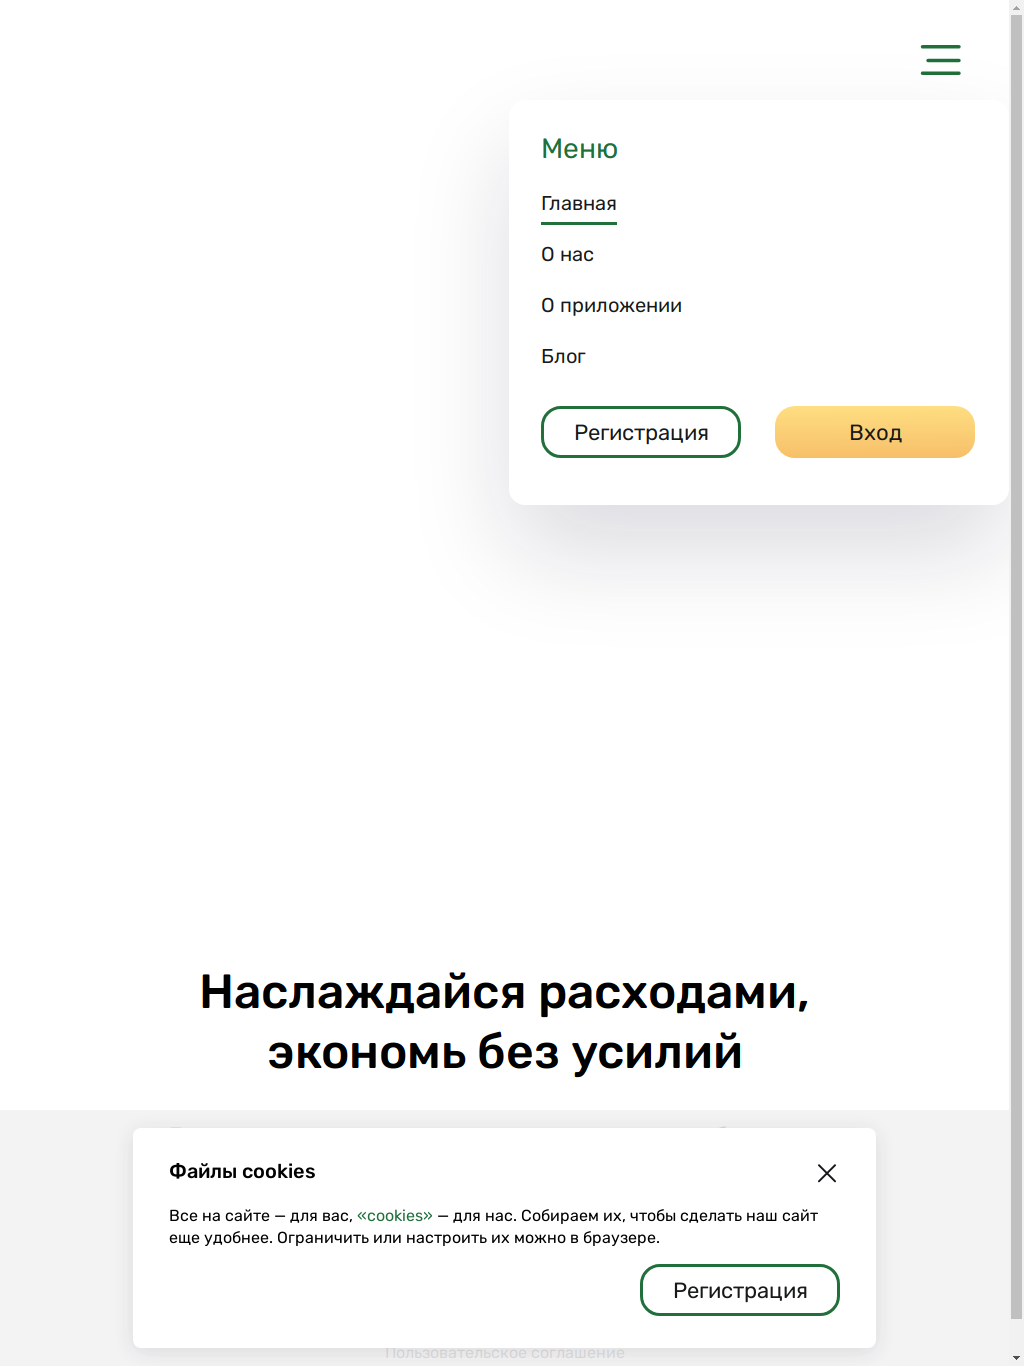 Меню
Главная
О нас
О приложении
Блог
Регистрация
Вход
Наслаждайся расходами,
экономь без усилий
Файлы cookies
Все на сайте – для вас, «cookies» – для нас. Собираем их, чтобы сделать наш сайт
еще удобнее. Ограничить или настроить их можно в браузере.
Регистрация
Пользовательское соглашение